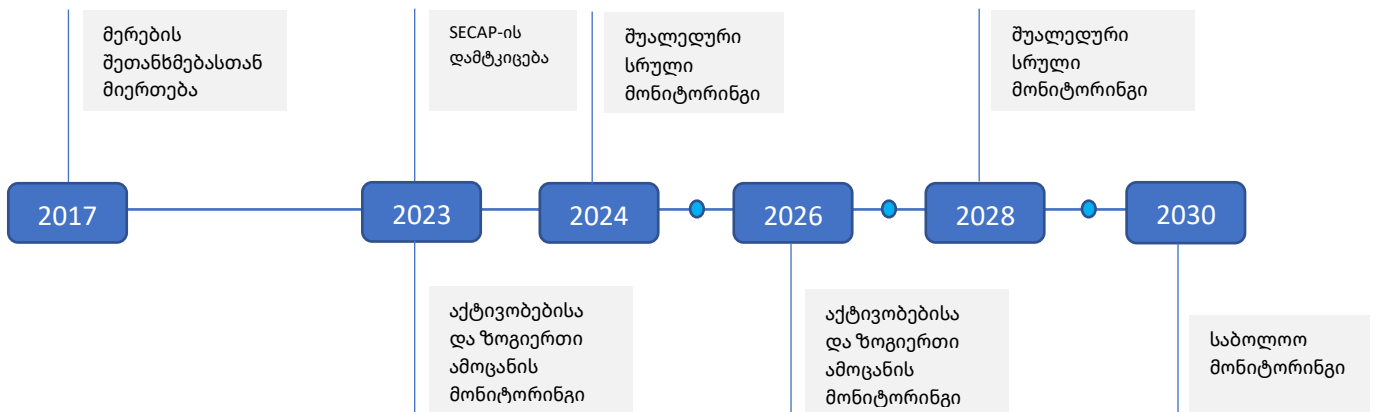 მერების
შეთანხმებასთან
მიერთება
SECAP-ის
დამტკიცება
შუალედური
სრული
მონიტორინგი
შუალედური
სრული
მონიტორინგი
2017
2023
2024
2026
2028
2030
აქტივობებისა
და ზოგიერთი
ამოცანის
მონიტორინგი
აქტივობებისა
და ზოგიერთი
ამოცანის
მონიტორინგი
საბოლოო
მონიტორინგი